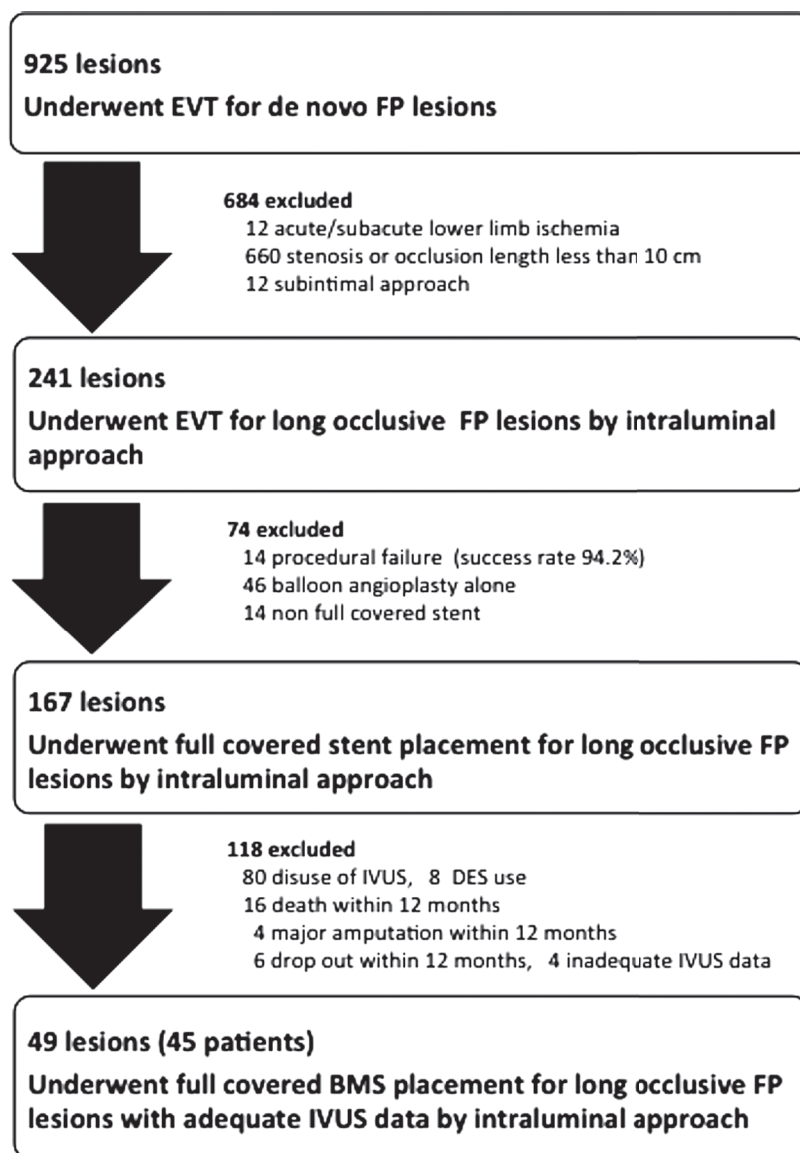 925 lesions
Underwent EVT for de novo FP lesions
684 excluded
12 acute/subacute lower limb ischemia
660 stenosis or occlusion length less than 10 cm
12 subintimal approach
241 lesions
Underwent EVT for long occlusive FP lesions by intraluminal
approach
74 excluded
14 procedural failure (success rate 94.2%)
46 balloon angioplasty alone
14 non full covered stent
167 lesions
Underwent full covered stent placement for long occlusive FP
lesions by intraluminal approach
118 excluded
80 disuse of IVUS, 8 DES use
16 death within 12 months
4 major amputation within 12 months
6 drop out within 12 months, 4 inadequate IVUS data
49 lesions (45 patients)
Underwent full covered BMS placement for long occlusive FP
lesions with adequate IVUS data by intraluminal approach